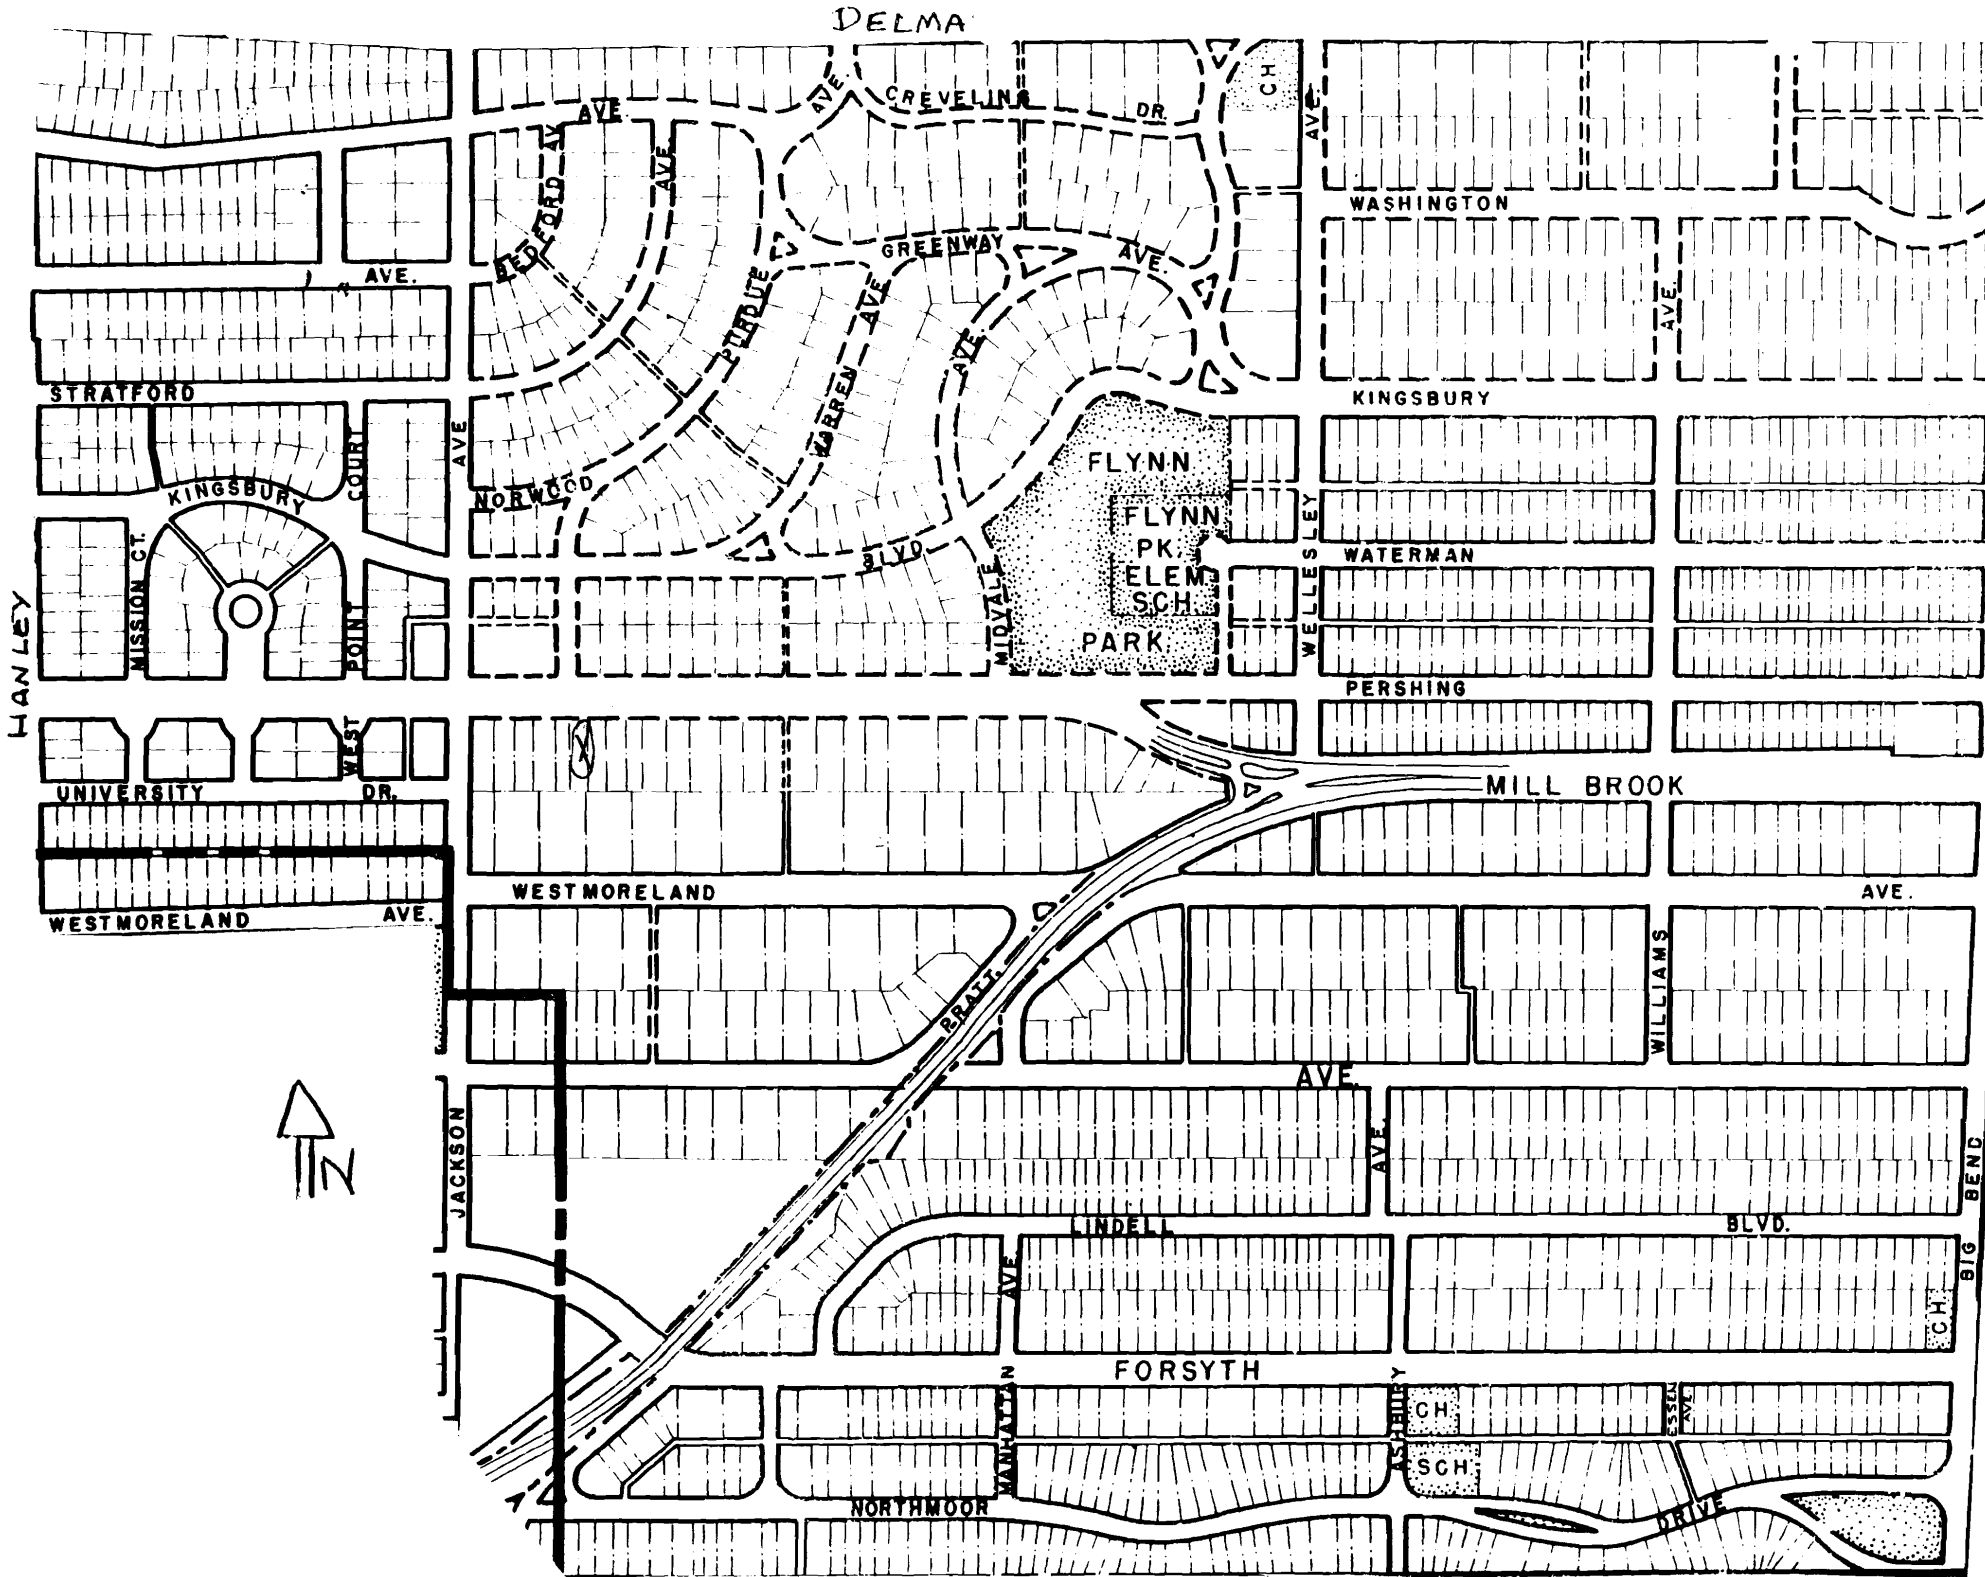 DELMA
CREVELING
DR.
CH
AVE.
AVE.
AVE.
BEDFORD AV.
AVE.
WASHINGTON
GREENWAY
AVE.
AVE.
PURDUE
WARREN AVE.
AVE.
AVE.
STRATFORD
KINGSBURY
KINGSBURY
COURT
AVE
NORWOOD
FLYNN
FLYNN
PK.
ELEM
SCH.
PARK
WELLESLEY
WATERMAN
MISSION CT.
BLVD.
MIDVALE
HANLEY
POINT
PERSHING
WEST
X
UNIVERSITY
DR.
MILL BROOK
WESTMORELAND
AVE.
WESTMORELAND
AVE.
WILLIAMS
PRATT
AVE.
N
JACKSON
AVE.
BIG BEND
LINDELL
BLVD.
AVE.
CH.
FORSYTH
MANHATTAN
ASHBURY
CH
ESSEX
AVE.
SCH.
NORTHMOOR
DRIVE